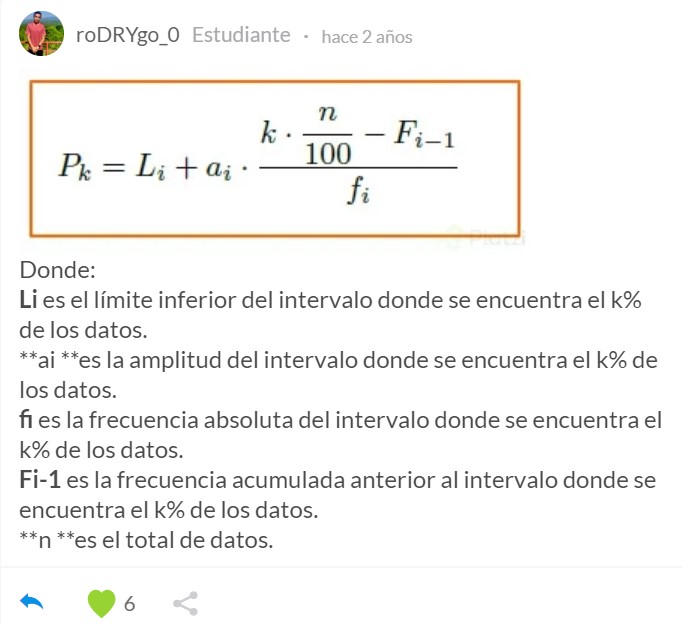 roDRYgo_0 Estudiante · hace 2 años
P_k = L_i + a_i · (k · n/100 − F_{i−1}) / f_i
Platzi
Donde:
Li es el límite inferior del intervalo donde se encuentra el k%
de los datos.
**ai **es la amplitud del intervalo donde se encuentra el k% de
los datos.
fi es la frecuencia absoluta del intervalo donde se encuentra el
k% de los datos.
Fi-1 es la frecuencia acumulada anterior al intervalo donde se
encuentra el k% de los datos.
**n **es el total de datos.
6